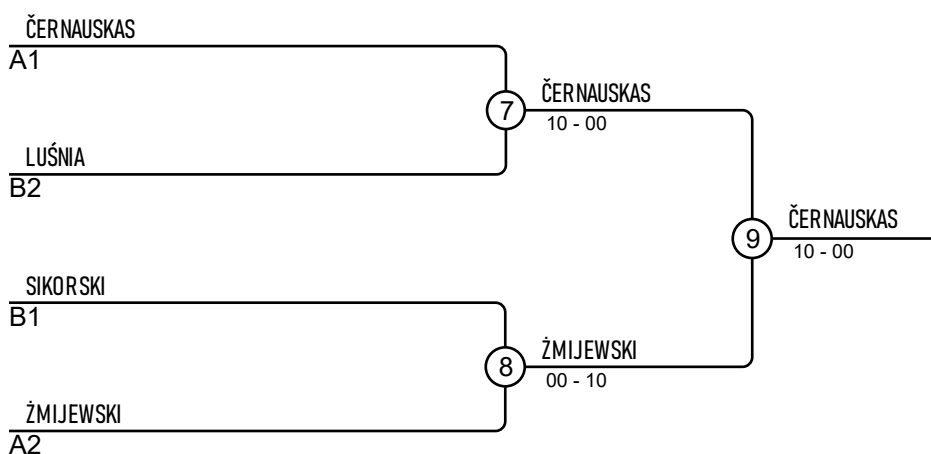 ČERNAUSKAS
A1
7
ČERNAUSKAS
10 - 00
LUŚNIA
B2
9
ČERNAUSKAS
10 - 00
SIKORSKI
B1
8
ŻMIJEWSKI
00 - 10
ŻMIJEWSKI
A2